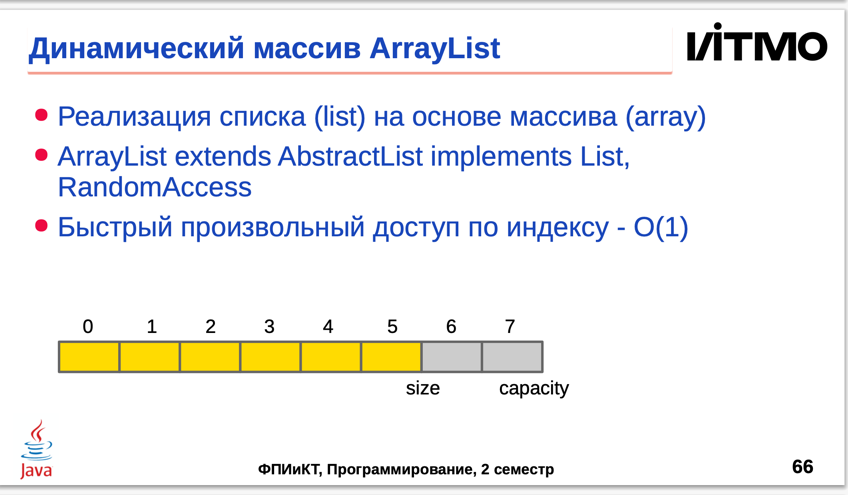 Динамический массив ArrayList
ITMO
Реализация списка (list) на основе массива (array)
ArrayList extends AbstractList implements List,
RandomAccess
Быстрый произвольный доступ по индексу - O(1)
0 1 2 3 4 5 6 7
size capacity
Java
ФПИиКТ, Программирование, 2 семестр
66